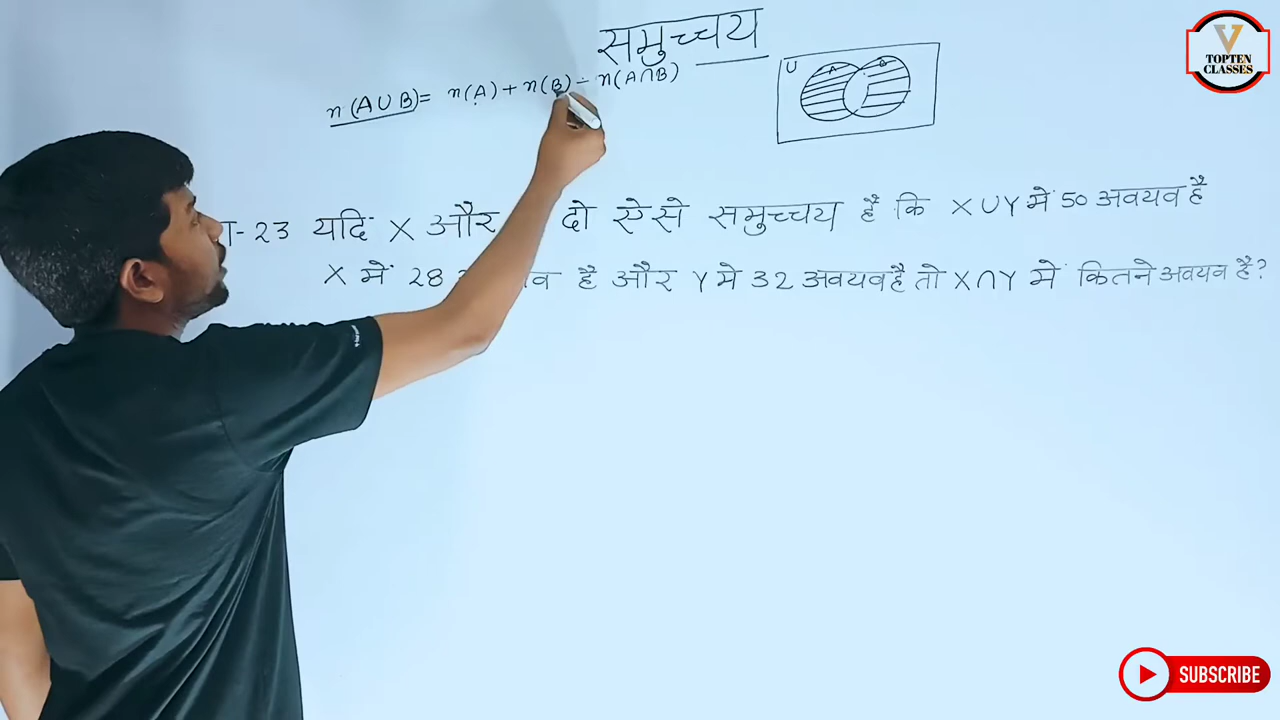 समुच्चय
n(A∪B)= n(A)+n(B)- n(A∩B)
U A B
V
TOPTEN
CLASSES
-23 यदि X और दो ऐसे समुच्चय है कि X∪Y में 50 अवयव है
X में 28 है और Y मे 32 अवयव है तो X∩Y में कितने अवयव है?
SUBSCRIBE